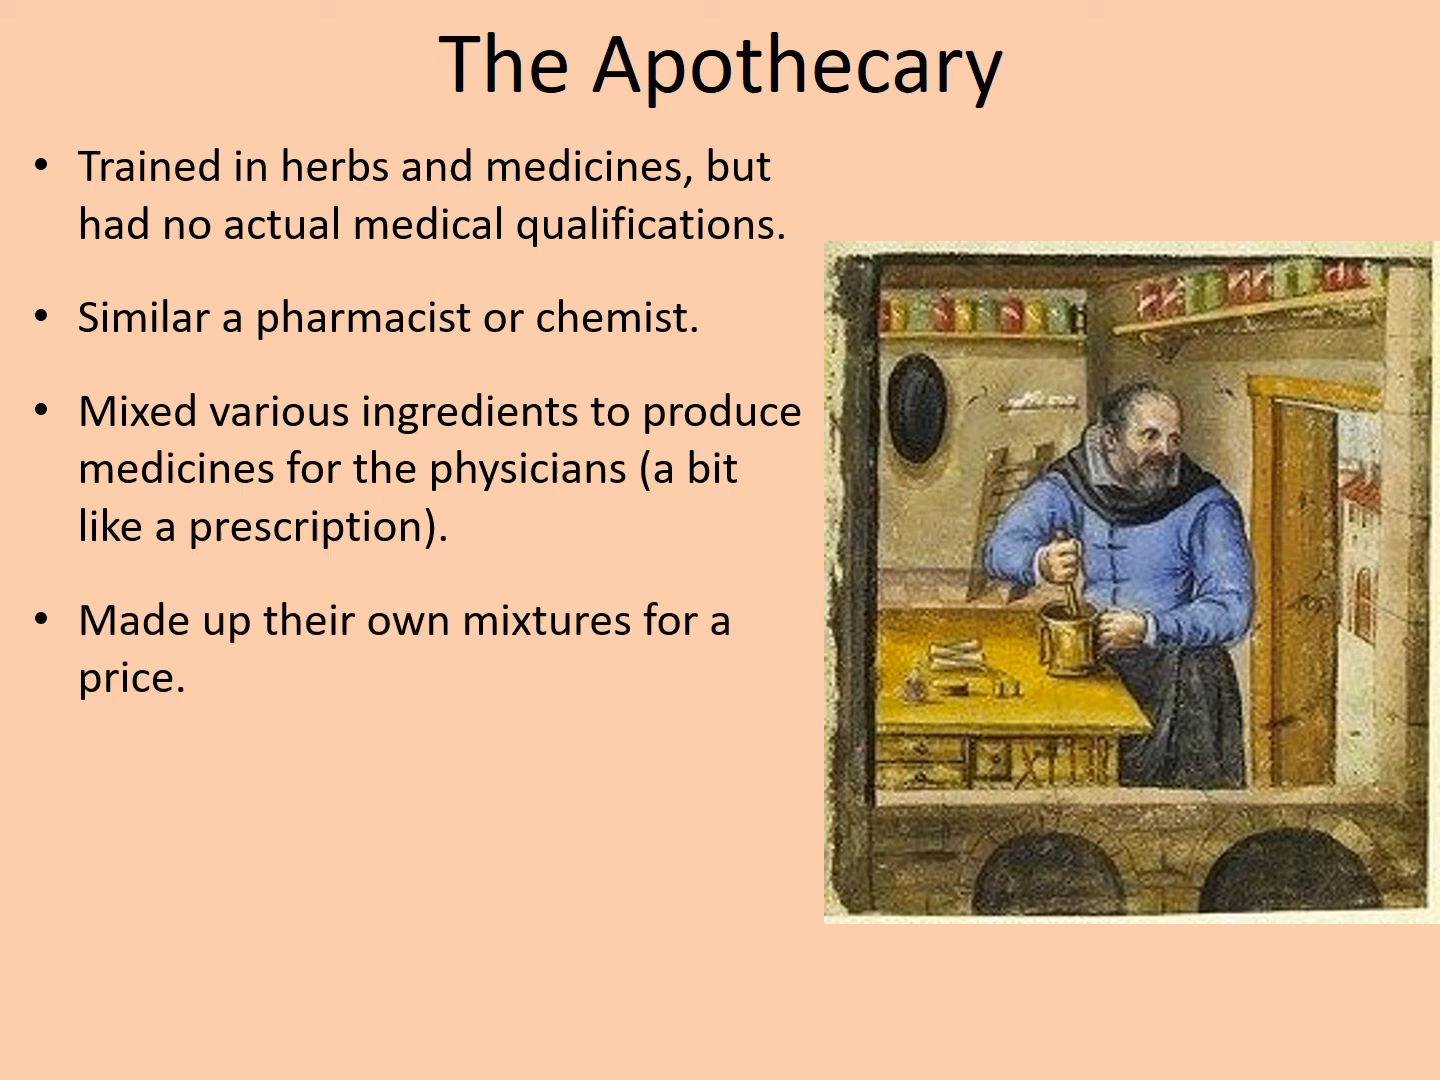 The Apothecary
• Trained in herbs and medicines, but
had no actual medical qualifications.
• Similar a pharmacist or chemist.
• Mixed various ingredients to produce
medicines for the physicians (a bit
like a prescription).
• Made up their own mixtures for a
price.